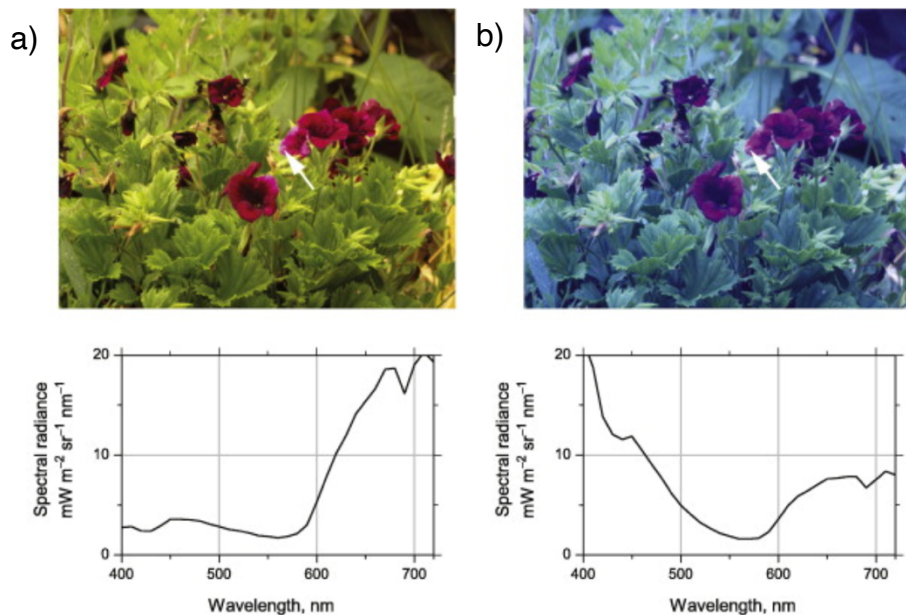 a)
b)
20
10
0
Spectral radiance
mW m⁻² sr⁻¹ nm⁻¹
400
500
600
700
Wavelength, nm
20
10
0
Spectral radiance
mW m⁻² sr⁻¹ nm⁻¹
400
500
600
700
Wavelength, nm